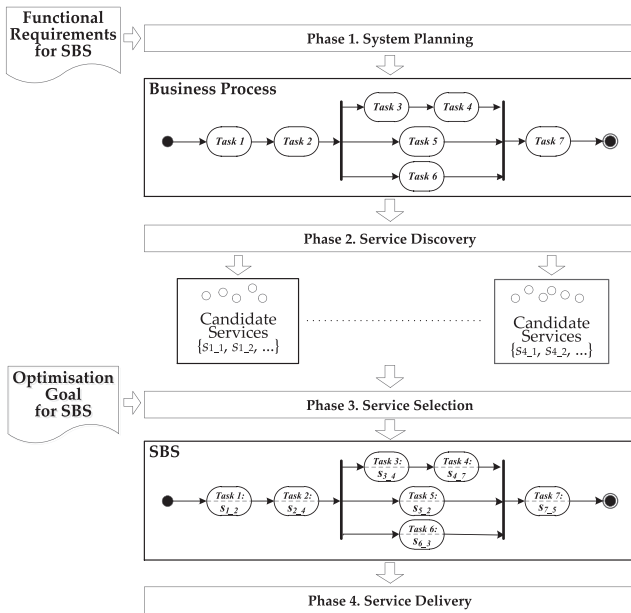 Functional
Requirements
for SBS
Phase 1. System Planning
Business Process
Task 1
Task 2
Task 3
Task 4
Task 5
Task 6
Task 7
Phase 2. Service Discovery
Candidate
Services
{S1_1, S1_2, ...}
Candidate
Services
{S4_1, S4_2, ...}
Optimisation
Goal
for SBS
Phase 3. Service Selection
SBS
Task 1:
S1_2
Task 2:
S2_4
Task 3:
S3_4
Task 4:
S4_7
Task 5:
S5_2
Task 6:
S6_3
Task 7:
S7_5
Phase 4. Service Delivery